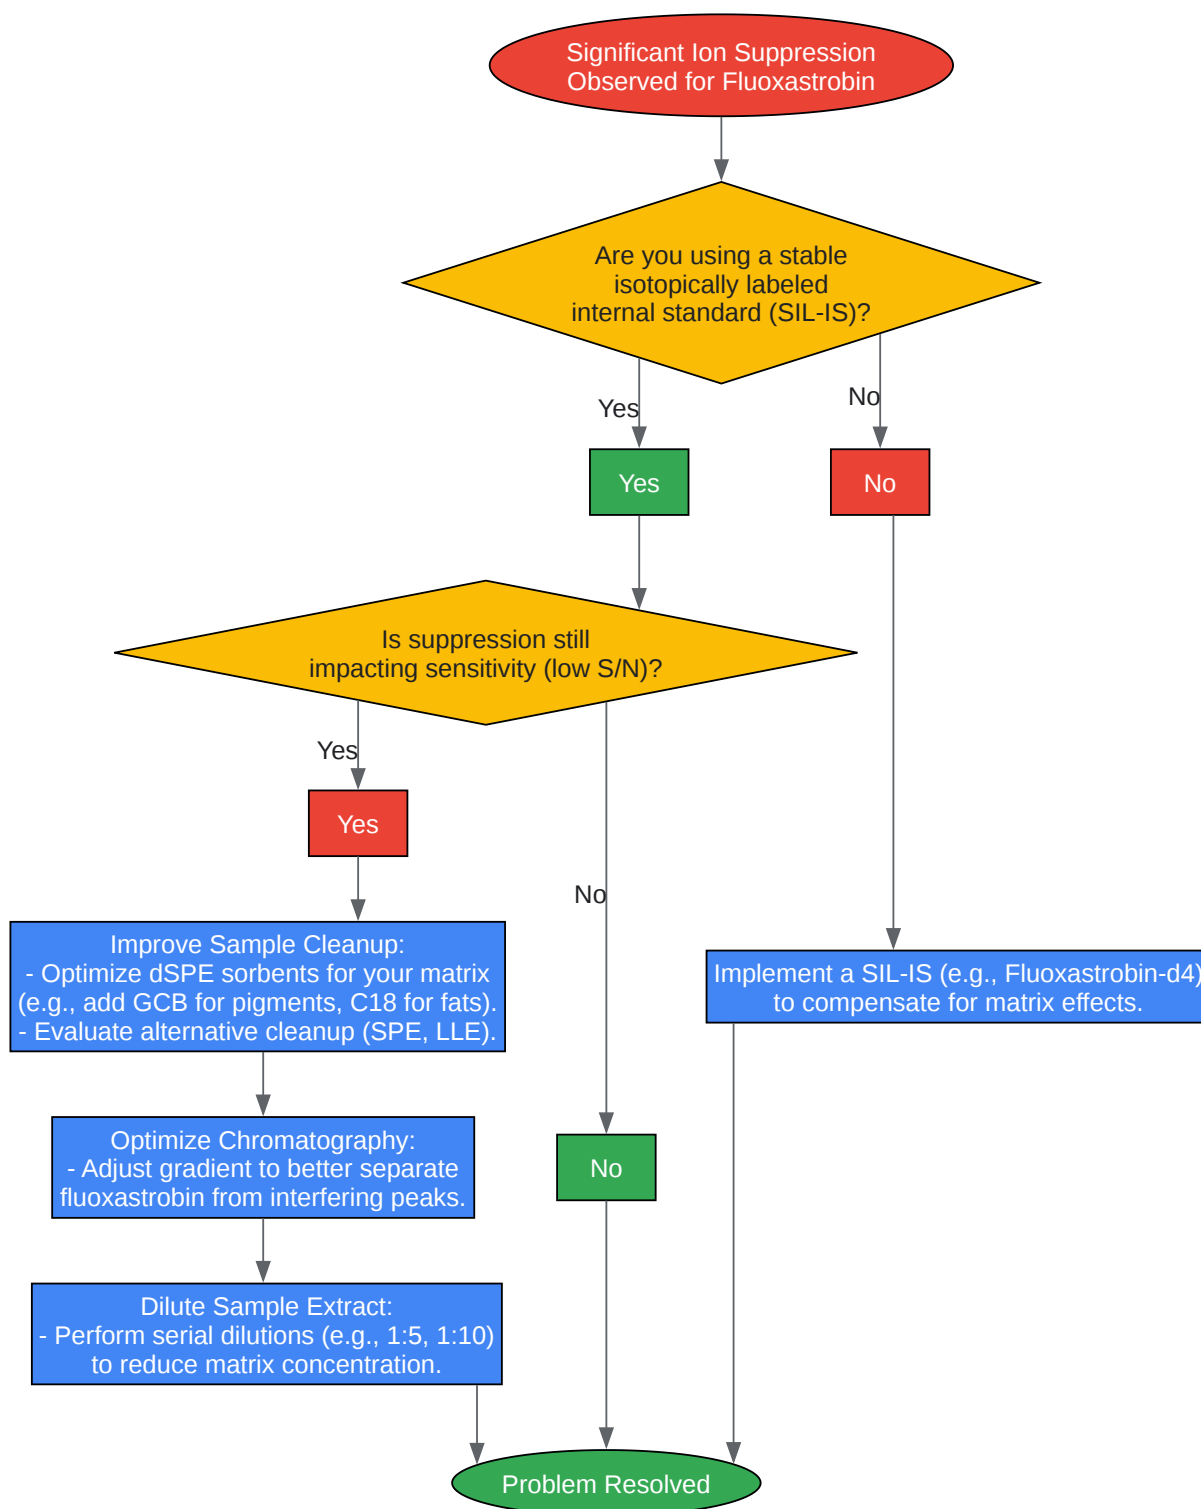 Significant Ion Suppression
Observed for Fluoxastrobin
Are you using a stable
isotopically labeled
internal standard (SIL-IS)?
Yes
No
Yes
No
Is suppression still
impacting sensitivity (low S/N)?
Yes
Yes
No
Improve Sample Cleanup:
- Optimize dSPE sorbents for your matrix
(e.g., add GCB for pigments, C18 for fats).
- Evaluate alternative cleanup (SPE, LLE).
Implement a SIL-IS (e.g., Fluoxastrobin-d4)
to compensate for matrix effects.
Optimize Chromatography:
- Adjust gradient to better separate
fluoxastrobin from interfering peaks.
No
Dilute Sample Extract:
- Perform serial dilutions (e.g., 1:5, 1:10)
to reduce matrix concentration.
Problem Resolved